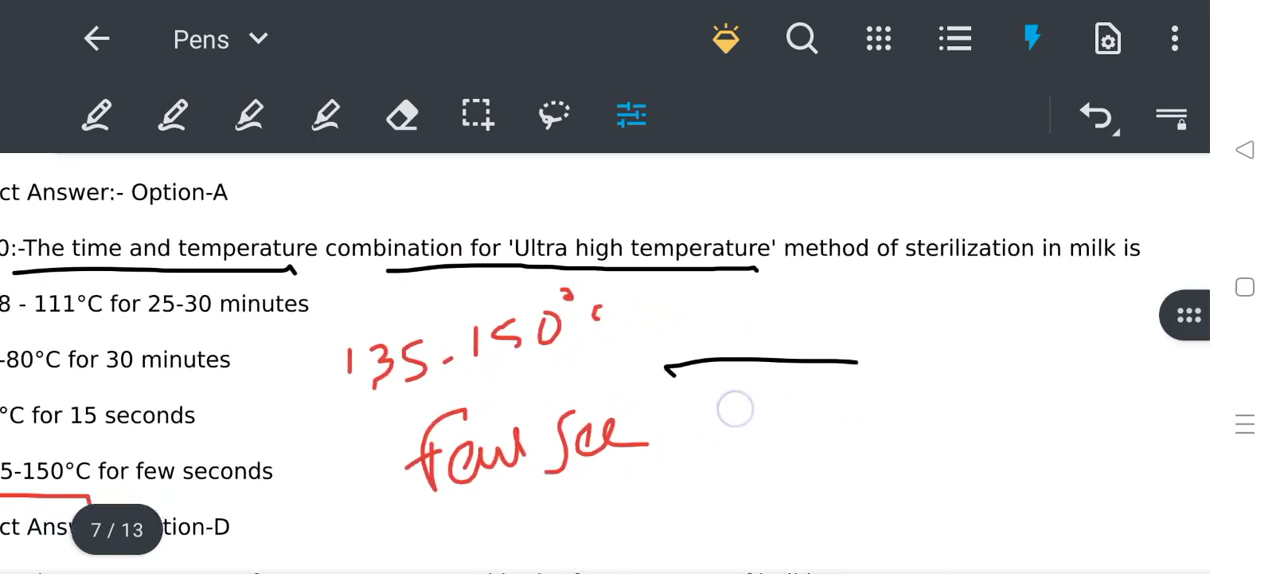 Pens
ct Answer:- Option-A
0:-The time and temperature combination for 'Ultra high temperature' method of sterilization in milk is
8 - 111°C for 25-30 minutes
135-150°c
-80°C for 30 minutes
°C for 15 seconds
few Sec
5-150°C for few seconds
7 / 13
ct Ans tion-D